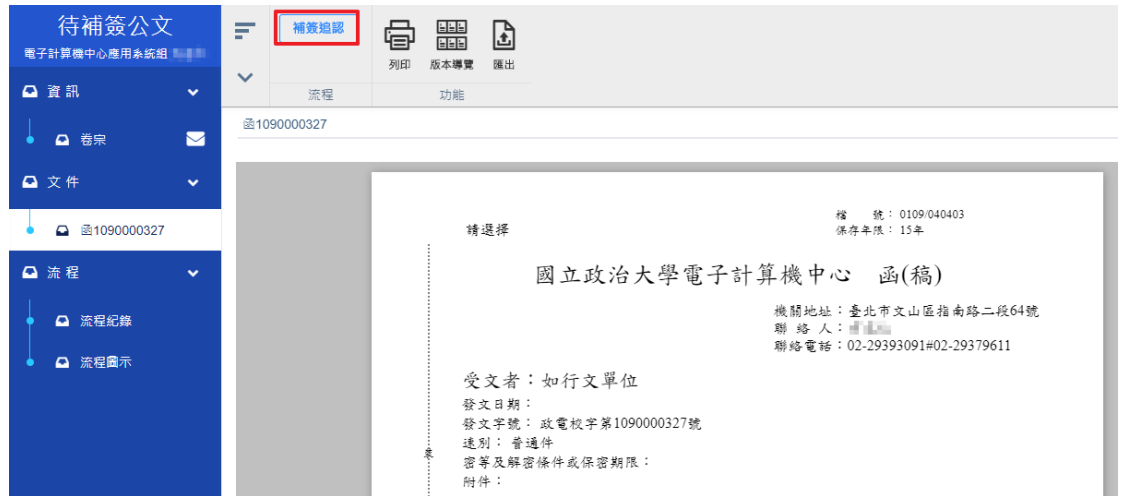 待補簽公文
電子計算機中心應用系統組
資訊
卷宗
文件
函1090000327
流程
流程紀錄
流程圖示
補簽追認
流程
列印
版本導覽
匯出
功能
函1090000327
請選擇
檔 號：0109/040403
保存年限：15年
國立政治大學電子計算機中心 函(稿)
機關地址：臺北市文山區指南路二段64號
聯 絡 人：
聯絡電話：02-29393091#02-29379611
受文者：如行文單位
發文日期：
發文字號：政電校字第1090000327號
速別：普通件
密等及解密條件或保密期限：
附件：